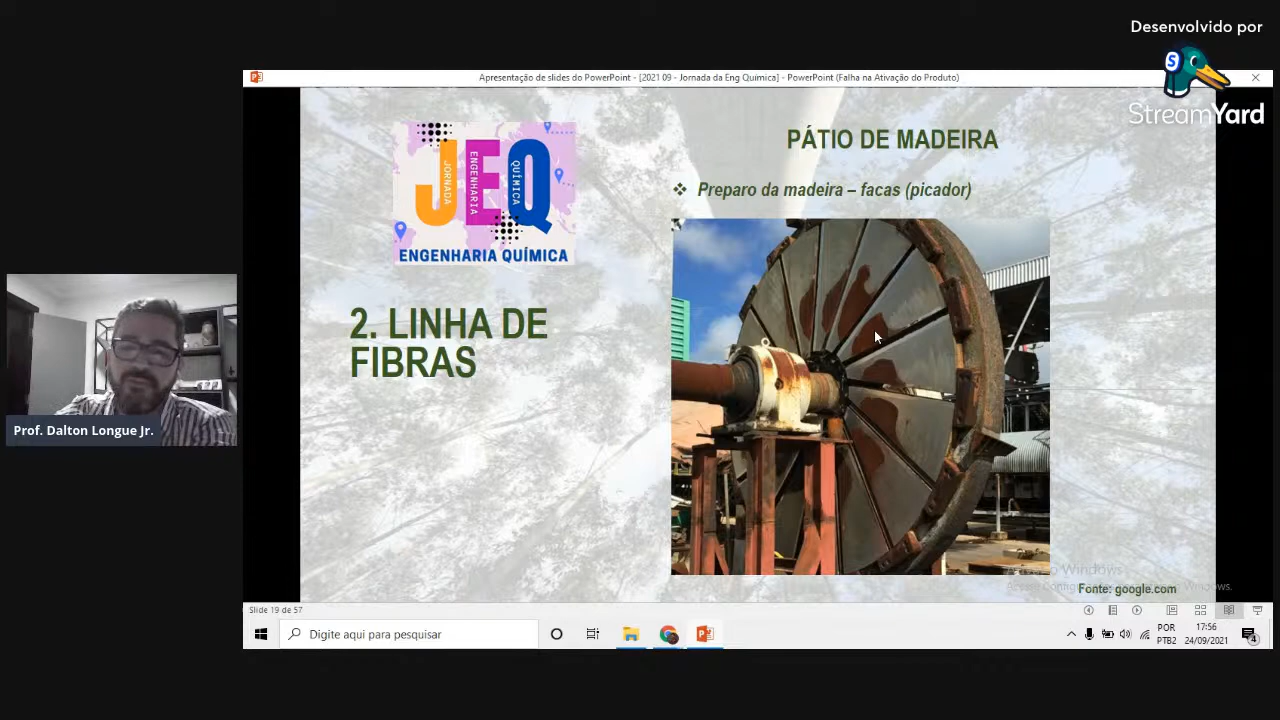 Desenvolvido por
StreamYard
Apresentação de slides do PowerPoint - [2021 09 - Jornada da Eng Química] - PowerPoint (Falha na Ativação do Produto)
JORNADA
ENGENHARIA
QUÍMICA
JEQ
ENGENHARIA QUÍMICA
PÁTIO DE MADEIRA
Preparo da madeira – facas (picador)
2. LINHA DE
FIBRAS
Prof. Dalton Longue Jr.
Fonte: google.com
Slide 19 de 57
Digite aqui para pesquisar
POR
PTB2
17:56
24/09/2021
4